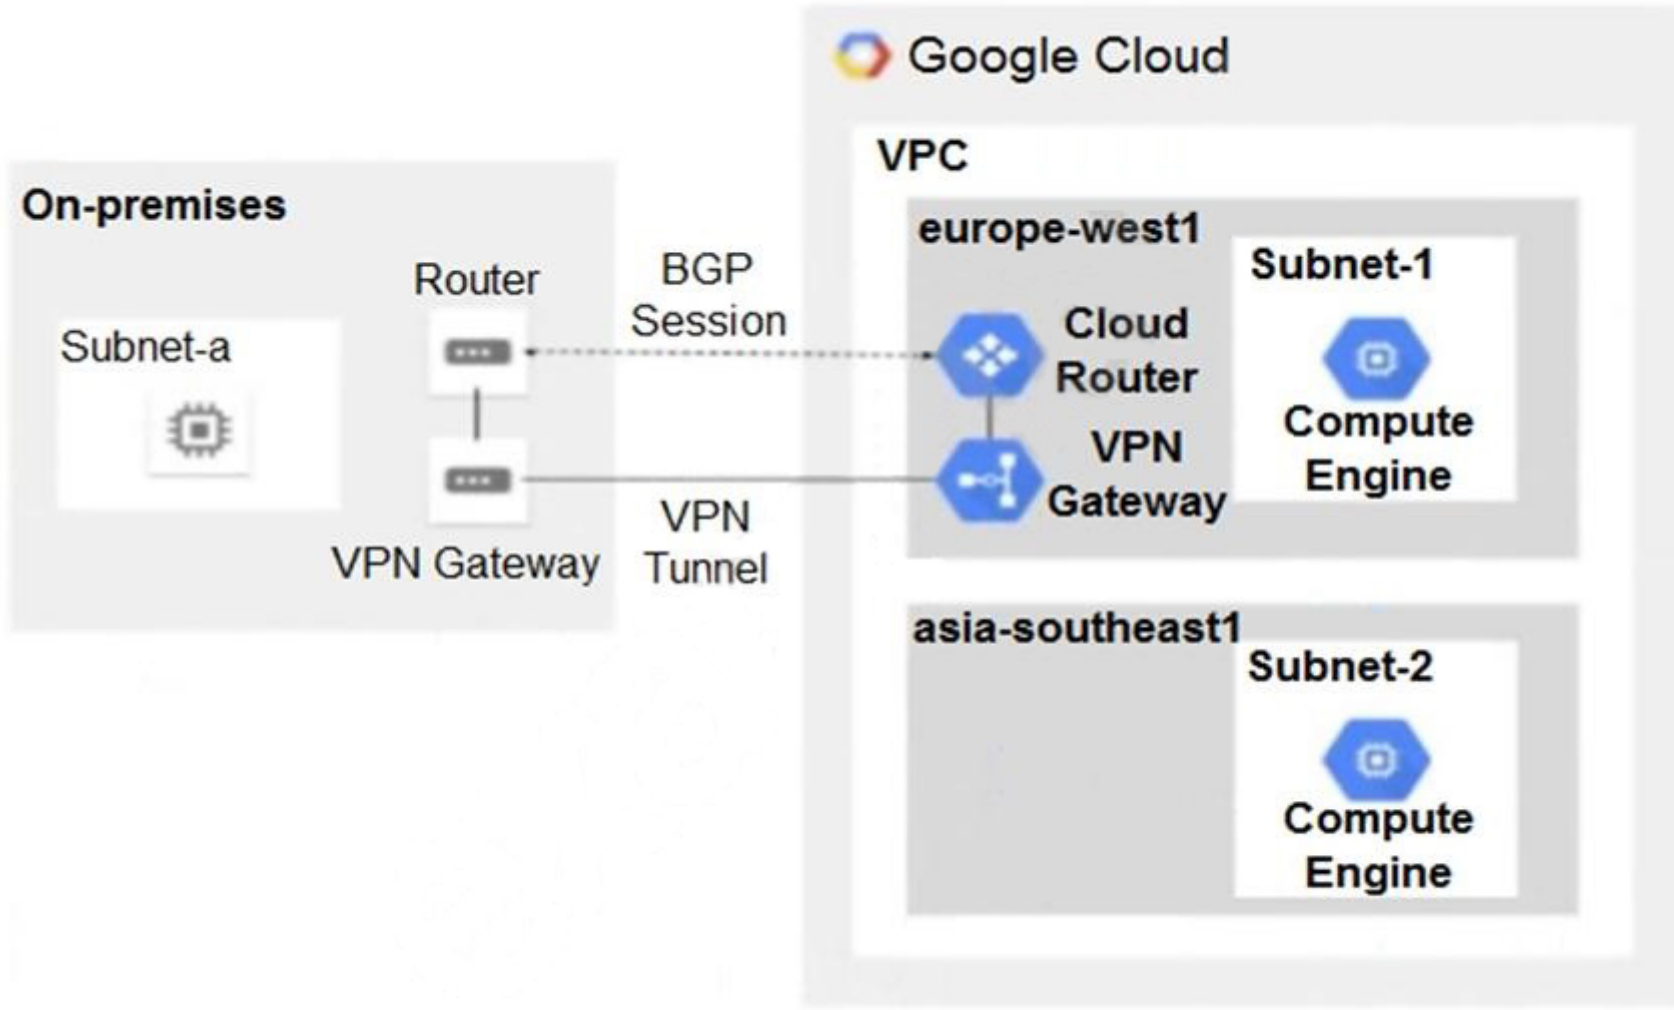 Google Cloud
VPC
On-premises
Subnet-a
Router
VPN Gateway
BGP
Session
VPN
Tunnel
europe-west1
Cloud
Router
VPN
Gateway
Subnet-1
Compute
Engine
asia-southeast1
Subnet-2
Compute
Engine